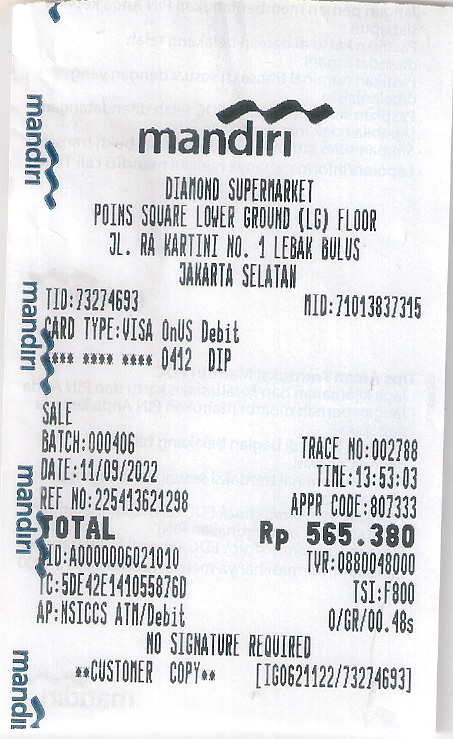 mandiri
DIAMOND SUPERMARKET
POINS SQUARE LOWER GROUND (LG) FLOOR
JL. RA KARTINI NO. 1 LEBAK BULUS
JAKARTA SELATAN
TID:73274693 MID:71013837315
CARD TYPE:VISA OnUS Debit
**** **** **** 0412 DIP
SALE
BATCH:000406 TRACE NO:002788
DATE:11/09/2022 TIME:13:53:03
REF NO:225413621298 APPR CODE:807333
TOTAL Rp 565.380
AID:A0000006021010 TVR:0880048000
TC:5DE42E141055876D TSI:F800
AP:NSICCS ATM/Debit 0/GR/00.48s
NO SIGNATURE REQUIRED
**CUSTOMER COPY** [IG0621122/73274693]
mandiri
mandiri
mandiri
mandiri